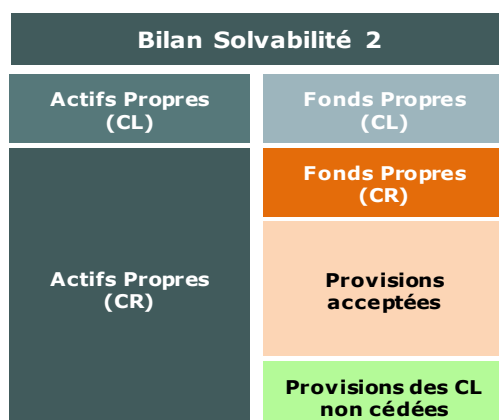 Bilan Solvabilité 2
Actifs Propres
(CL)
Fonds Propres
(CL)
Fonds Propres
(CR)
Actifs Propres
(CR)
Provisions
acceptées
Provisions des CL
non cédées